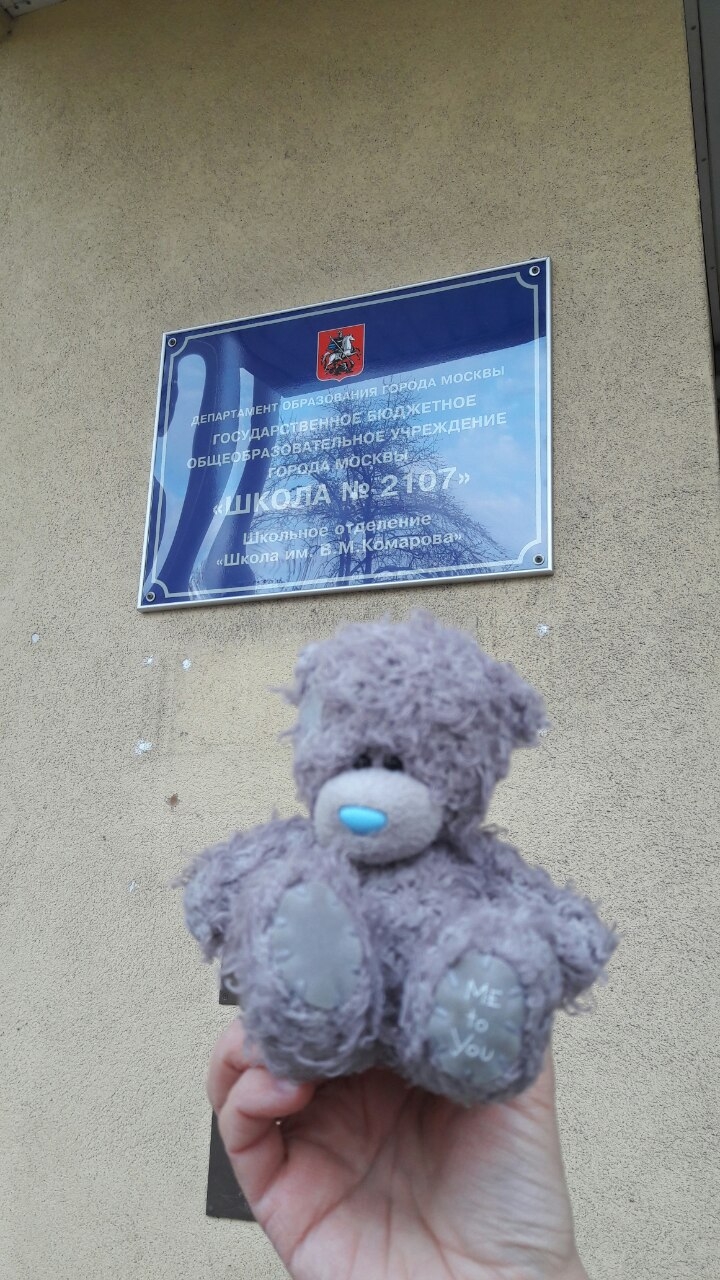 ДЕПАРТАМЕНТ ОБРАЗОВАНИЯ ГОРОДА МОСКВЫ
ГОСУДАРСТВЕННОЕ БЮДЖЕТНОЕ
ОБЩЕОБРАЗОВАТЕЛЬНОЕ УЧРЕЖДЕНИЕ
ГОРОДА МОСКВЫ
«ШКОЛА № 2107»
Школьное отделение
«Школа им. В.М.Комарова»
ME
to
You